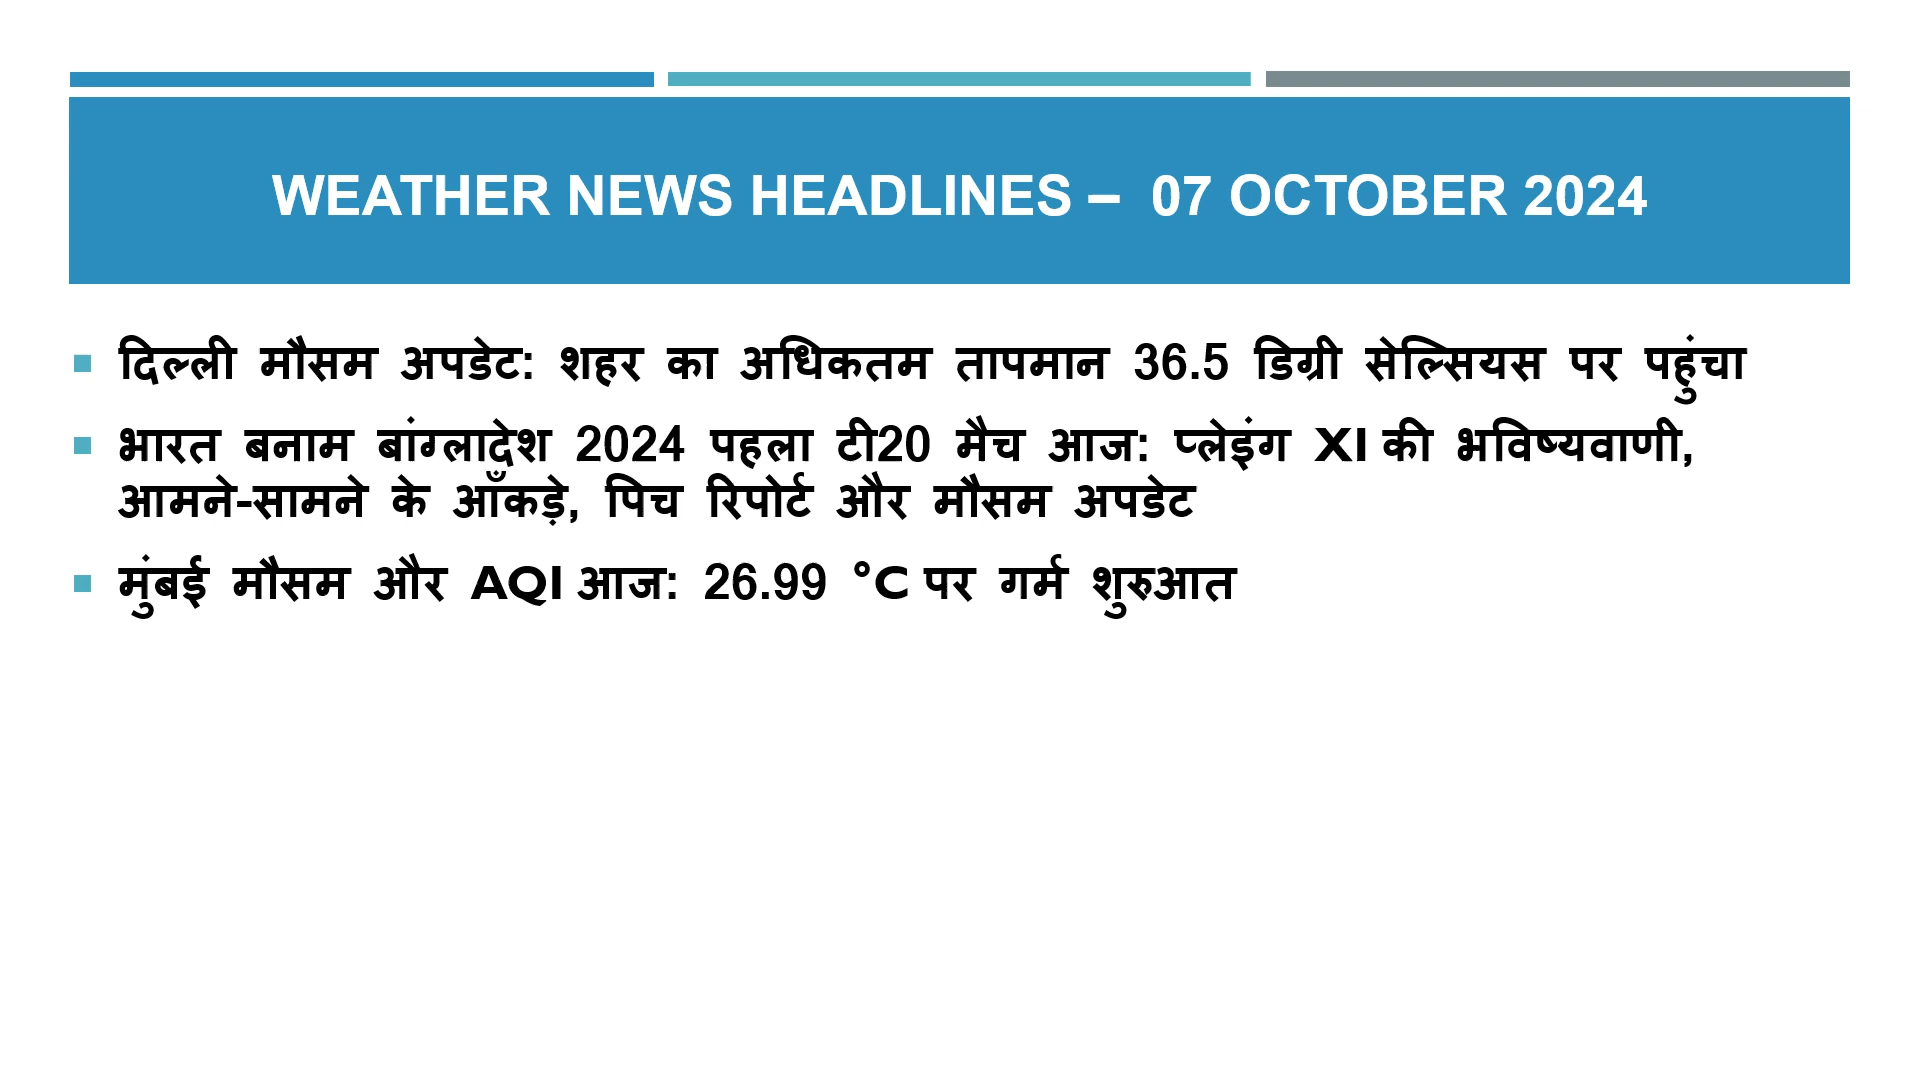 WEATHER NEWS HEADLINES –  07 OCTOBER 2024
दिल्ली मौसम अपडेट: शहर का अधिकतम तापमान 36.5 डिग्री सेल्सियस पर पहुंचा
भारत बनाम बांग्लादेश 2024 पहला टी20 मैच आज: प्लेइंग XI की भविष्यवाणी,
आमने-सामने के आँकड़े, पिच रिपोर्ट और मौसम अपडेट
मुंबई मौसम और AQI आज: 26.99 °C पर गर्म शुरुआत